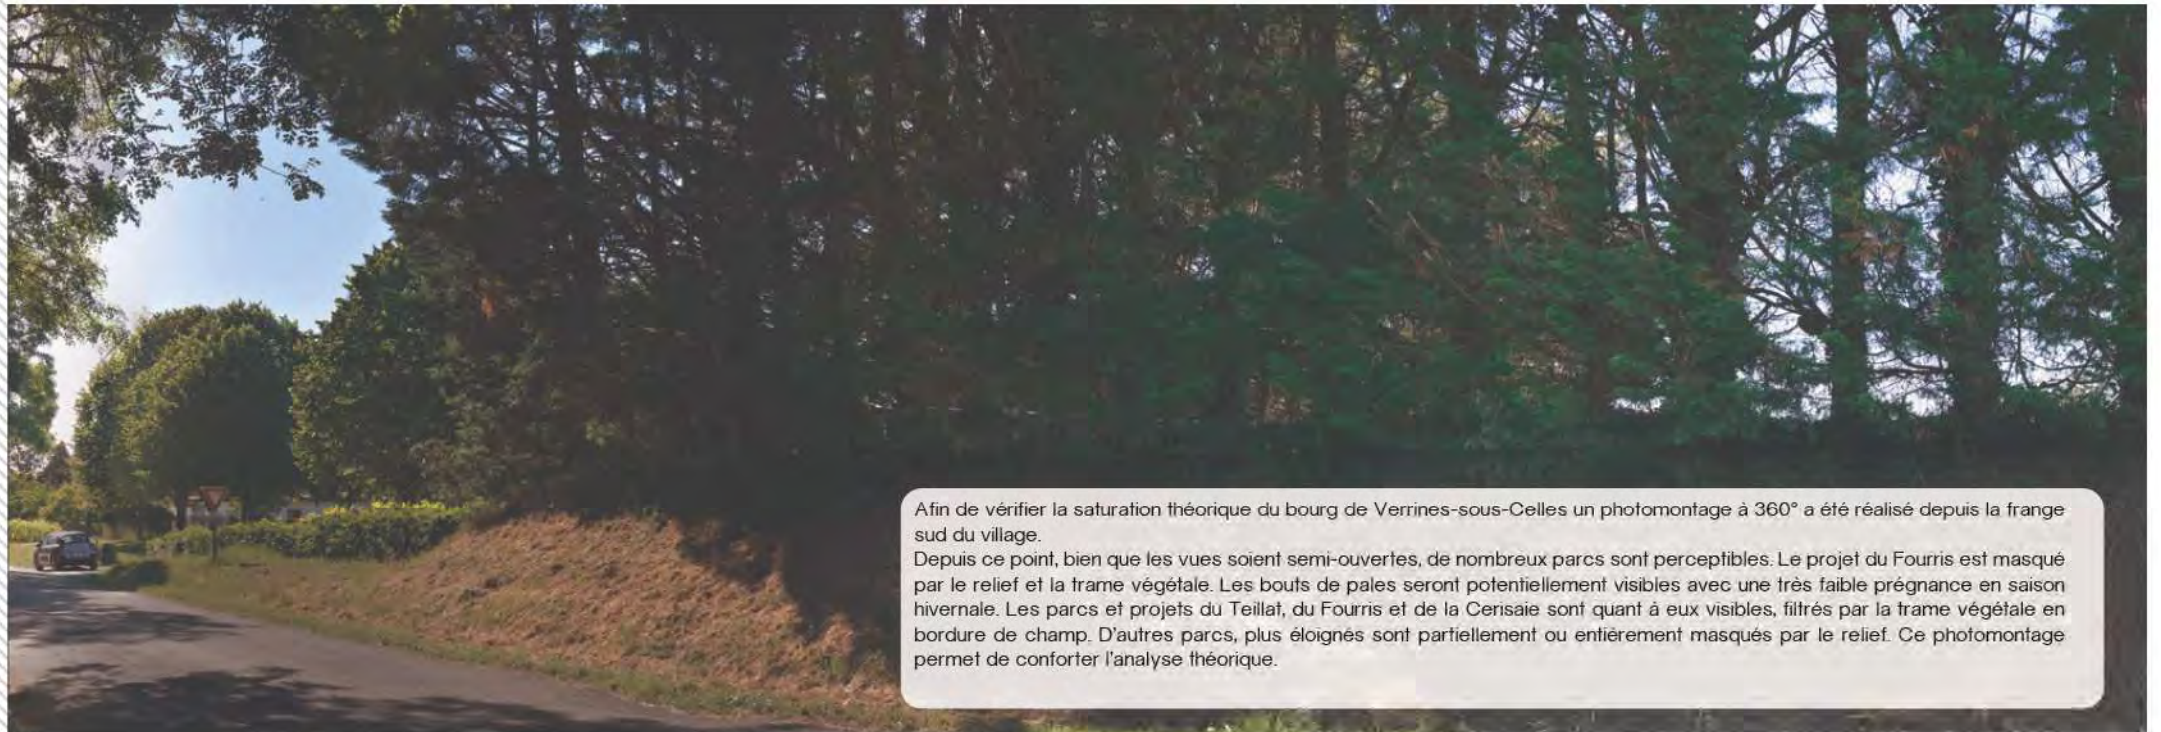 Afin de vérifier la saturation théorique du bourg de Verrines-sous-Celles un photomontage à 360° a été réalisé depuis la frange
sud du village.
Depuis ce point, bien que les vues soient semi-ouvertes, de nombreux parcs sont perceptibles. Le projet du Fourris est masqué
par le relief et la trame végétale. Les bouts de pales seront potentiellement visibles avec une très faible prégnance en saison
hivernale. Les parcs et projets du Teillat, du Fourris et de la Cerisaie sont quant à eux visibles, filtrés par la trame végétale en
bordure de champ. D'autres parcs, plus éloignés sont partiellement ou entièrement masqués par le relief. Ce photomontage
permet de conforter l'analyse théorique.